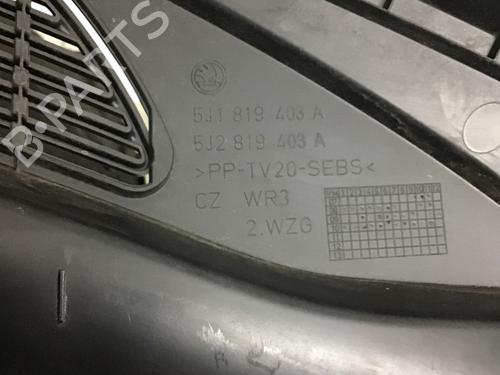 B-PARTS
5J1 819 403 A
5J2 819 403 A
>PP-TV20-SEBS<
CZ WR3
2.WZG